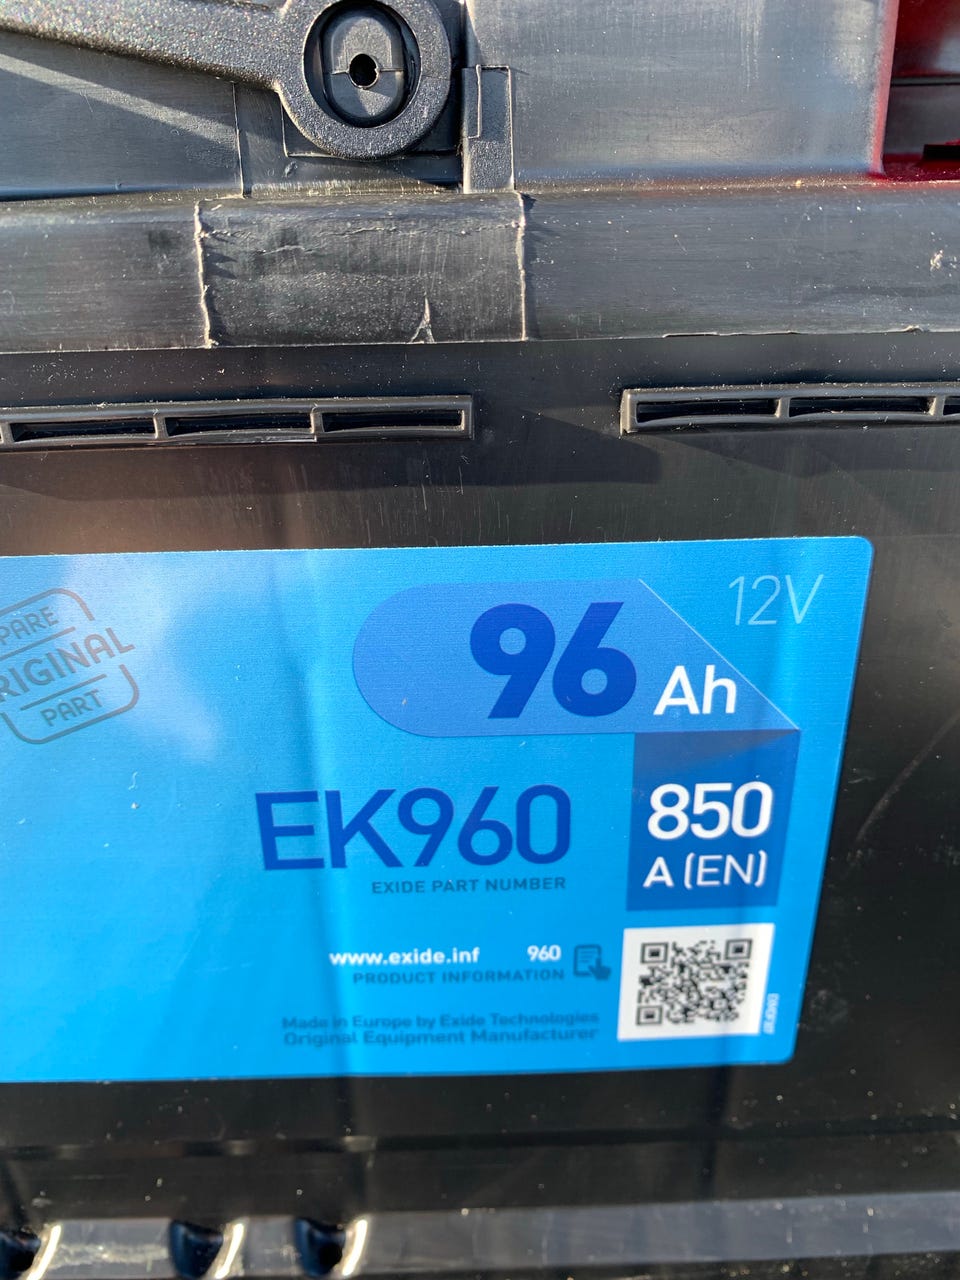 12V
96 Ah
PARE
RIGINAL
PART
EK960
EXIDE PART NUMBER
850
A (EN)
www.exide.inf 960
PRODUCT INFORMATION
Made in Europe by Exide Technologies
Original Equipment Manufacturer